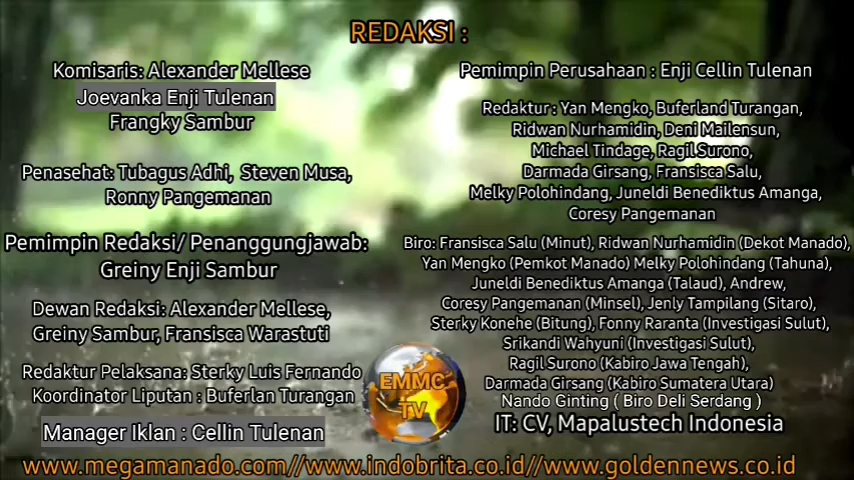 REDAKSI :
Komisaris: Alexander Mellese
Joevanka Enji Tulenan
Frangky Sambur
Penasehat: Tubagus Adhi, Steven Musa,
Ronny Pangemanan
Pemimpin Redaksi/ Penanggungjawab:
Greiny Enji Sambur
Dewan Redaksi: Alexander Mellese,
Greiny Sambur, Fransisca Warastuti
Redaktur Pelaksana: Sterky Luis Fernando
Koordinator Liputan : Buferlan Turangan
Manager Iklan : Cellin Tulenan
Pemimpin Perusahaan : Enji Cellin Tulenan
Redaktur : Yan Mengko, Buferland Turangan,
Ridwan Nurhamidin, Deni Mailensun,
Michael Tindage, Ragil Surono,
Darmada Girsang, Fransisca Salu,
Melky Polohindang, Juneldi Benediktus Amanga,
Coresy Pangemanan
Biro: Fransisca Salu (Minut), Ridwan Nurhamidin (Dekot Manado),
Yan Mengko (Pemkot Manado) Melky Polohindang (Tahuna),
Juneldi Benediktus Amanga (Talaud), Andrew,
Coresy Pangemanan (Minsel), Jenly Tampilang (Sitaro),
Sterky Konehe (Bitung), Fonny Raranta (Investigasi Sulut),
Srikandi Wahyuni (Investigasi Sulut),
Ragil Surono (Kabiro Jawa Tengah),
Darmada Girsang (Kabiro Sumatera Utara)
Nando Ginting ( Biro Deli Serdang )
IT: CV, Mapalustech Indonesia
EMMC
TV
www.megamanado.com//www.indobrita.co.id//www.goldennews.co.id